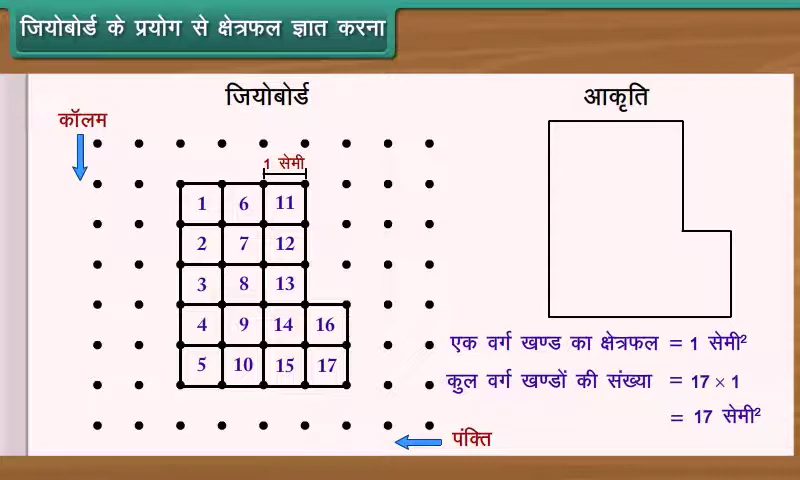 जियोबोर्ड के प्रयोग से क्षेत्रफल ज्ञात करना
जियोबोर्ड
आकृति
कॉलम
1 सेमी
1 6 11
2 7 12
3 8 13
4 9 14 16
5 10 15 17
एक वर्ग खण्ड का क्षेत्रफल = 1 सेमी²
कुल वर्ग खण्डों की संख्या = 17 × 1
= 17 सेमी²
पंक्ति